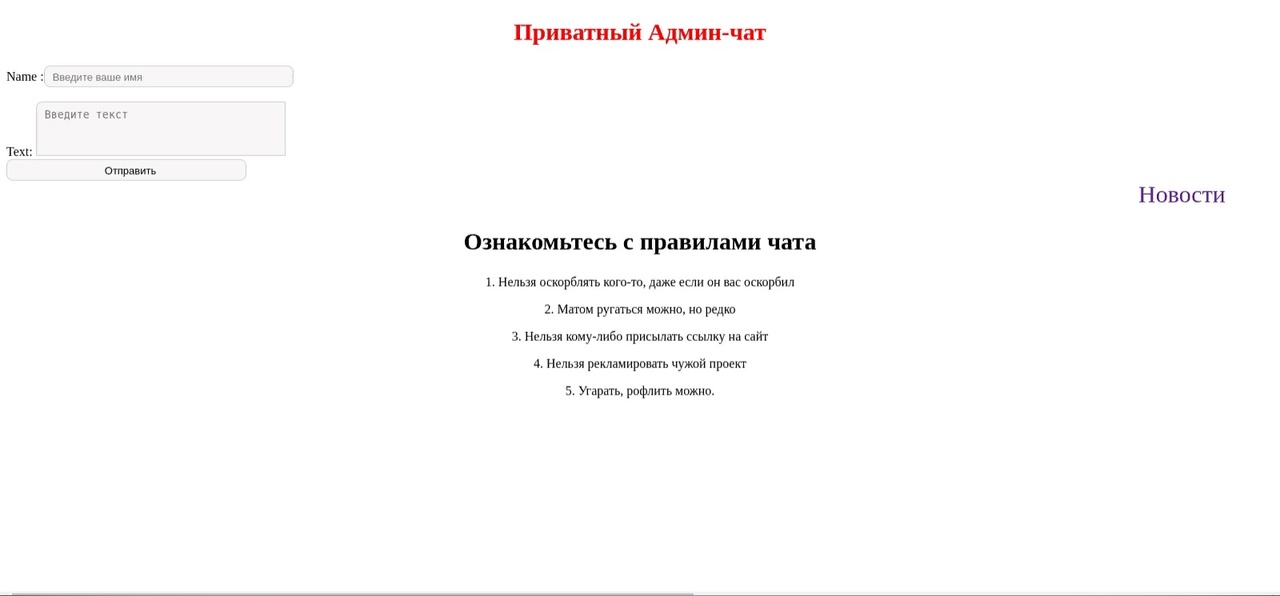 Приватный Админ-чат
Name : Введите ваше имя
Введите текст
Text:
Отправить
Новости
Ознакомьтесь с правилами чата
1. Нельзя оскорблять кого-то, даже если он вас оскорбил
2. Матом ругаться можно, но редко
3. Нельзя кому-либо присылать ссылку на сайт
4. Нельзя рекламировать чужой проект
5. Угарать, рофлить можно.